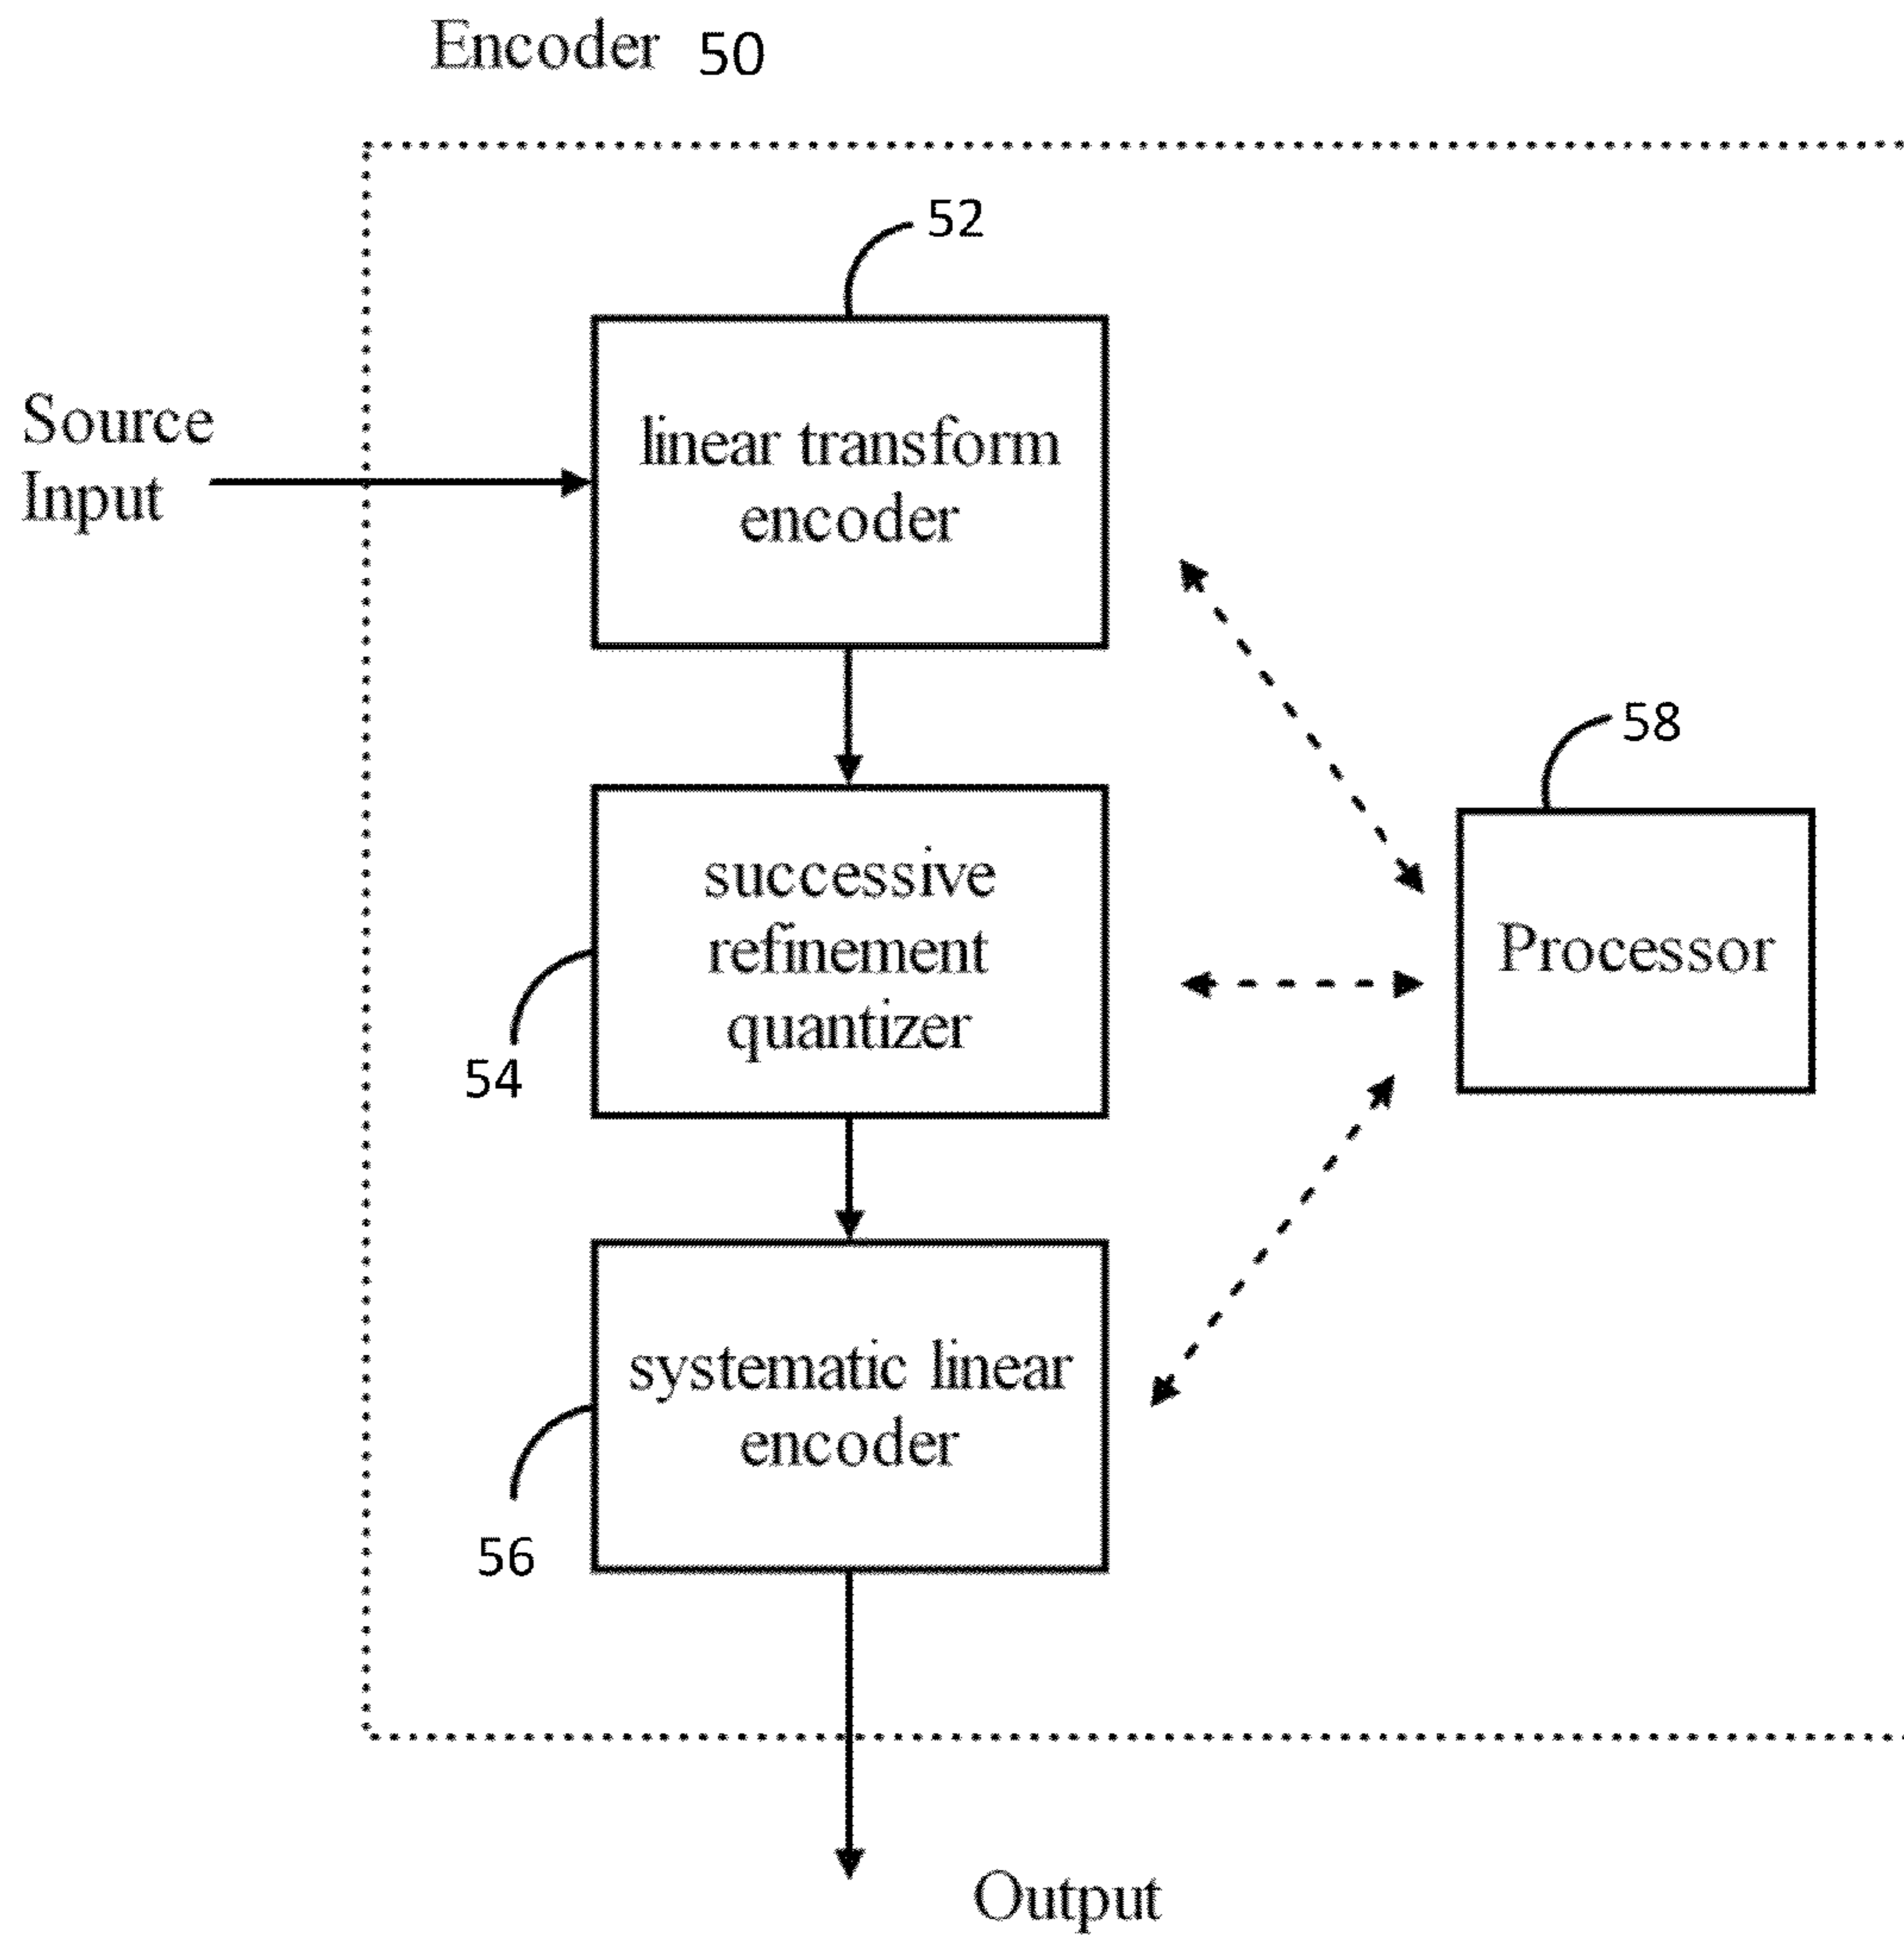 Encoder 50
52
Source
Input
linear transform
encoder
58
successive
refinement
quantizer
Processor
54
systematic linear
encoder
56
Output